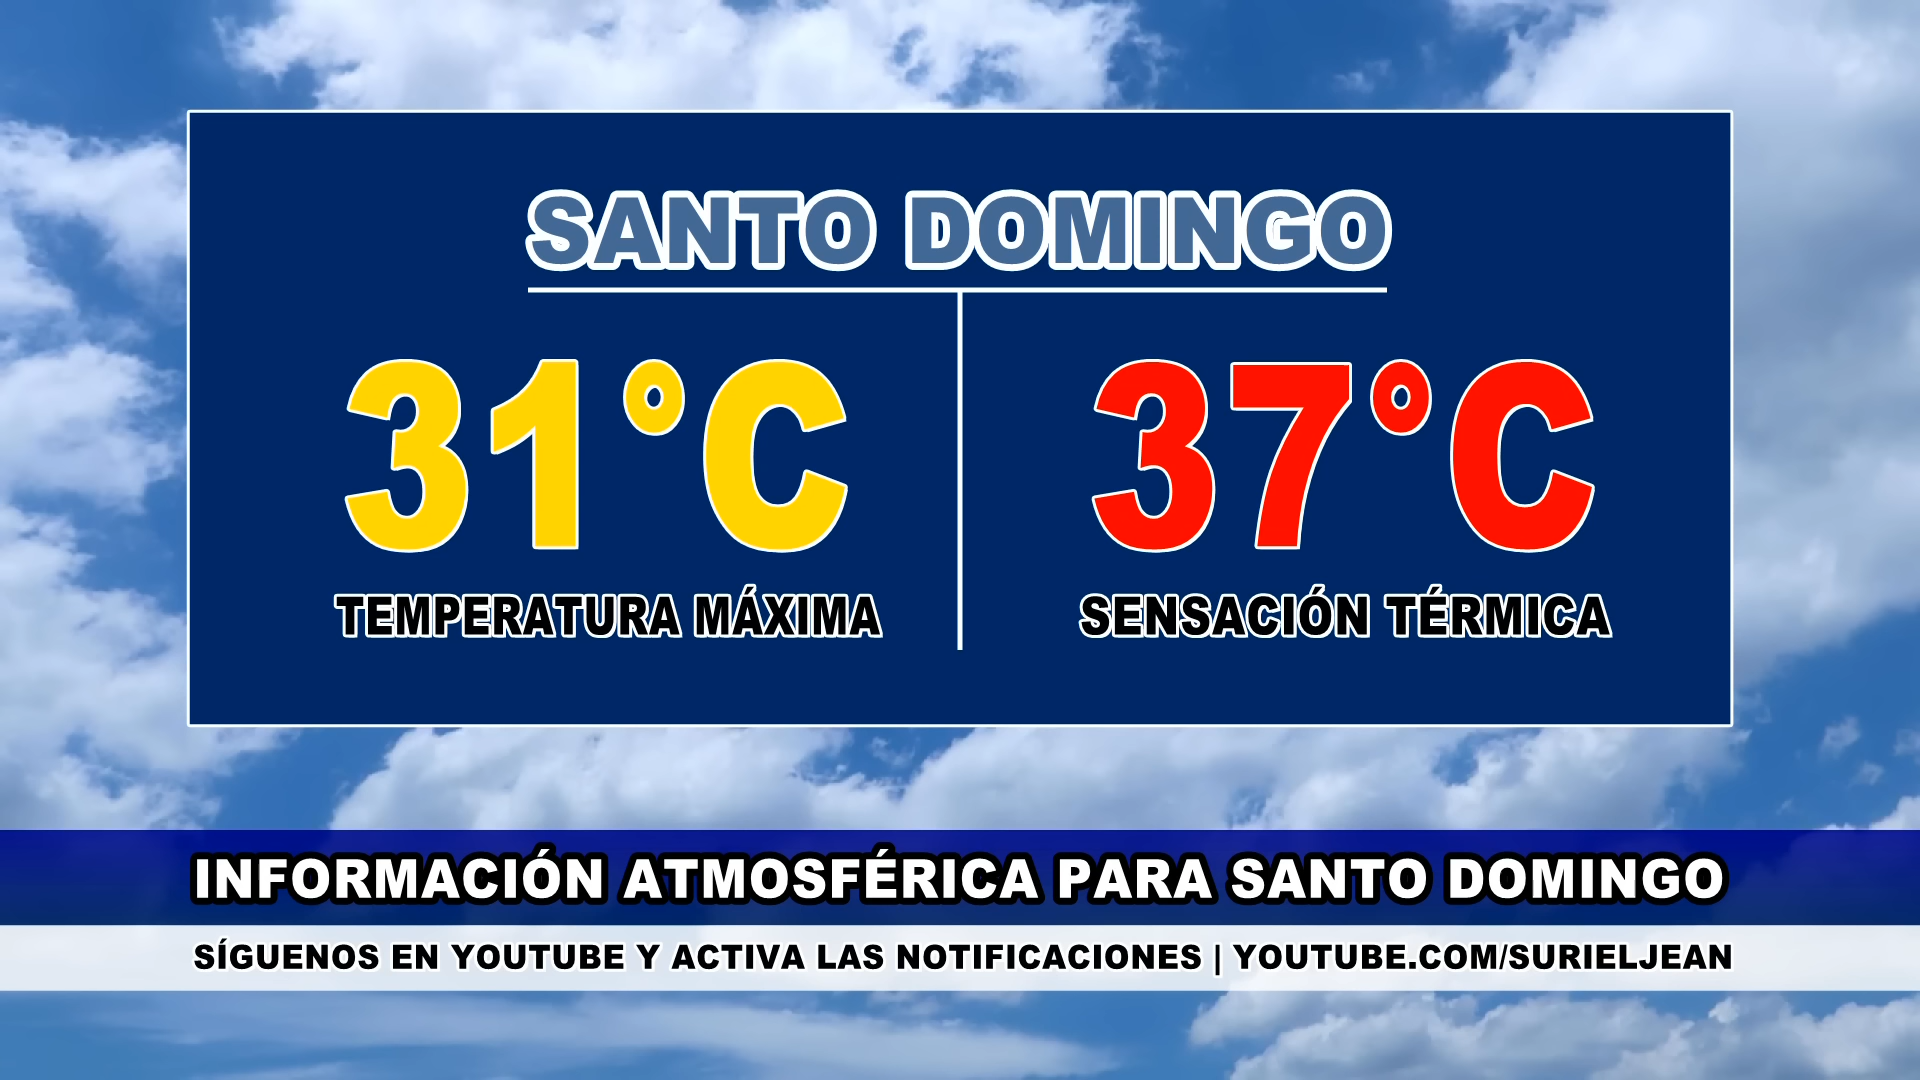 SANTO DOMINGO
31°C
37°C
TEMPERATURA MÁXIMA
SENSACIÓN TÉRMICA
INFORMACIÓN ATMOSFÉRICA PARA SANTO DOMINGO
SÍGUENOS EN YOUTUBE Y ACTIVA LAS NOTIFICACIONES | YOUTUBE.COM/SURIELJEAN